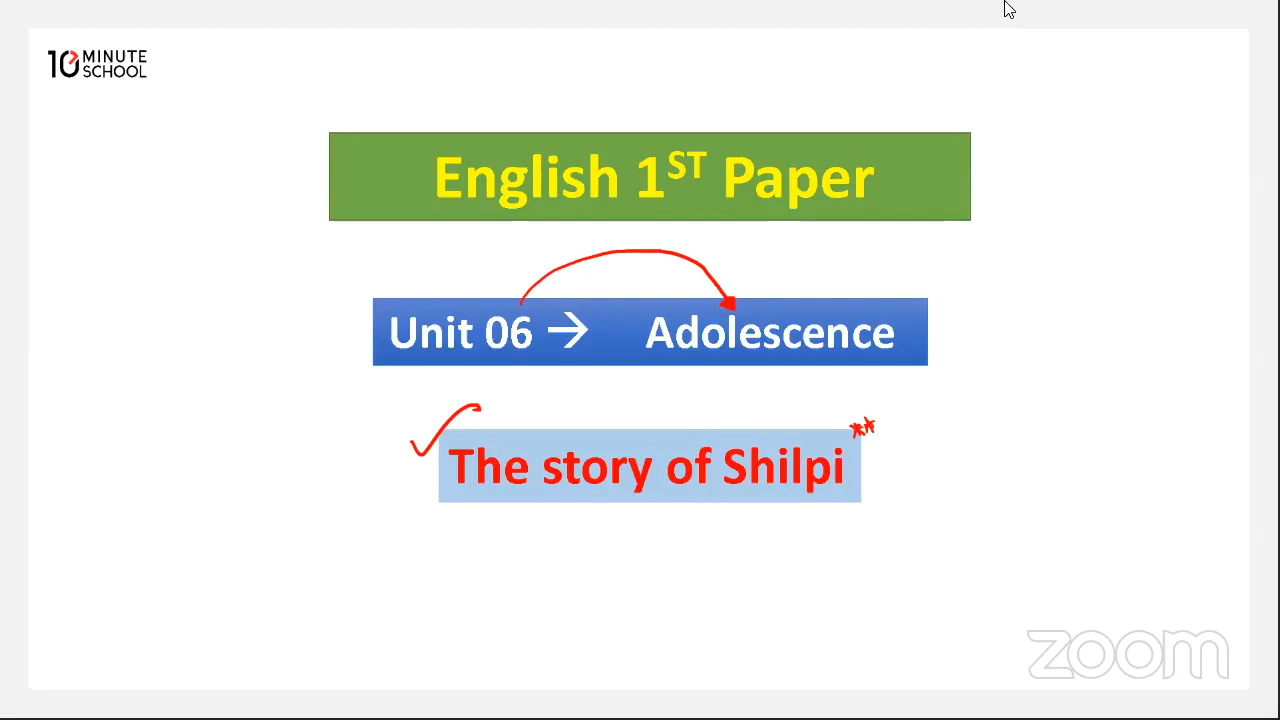 10 MINUTE
SCHOOL
English 1ST Paper
Unit 06 → Adolescence
The story of Shilpi**
zoom